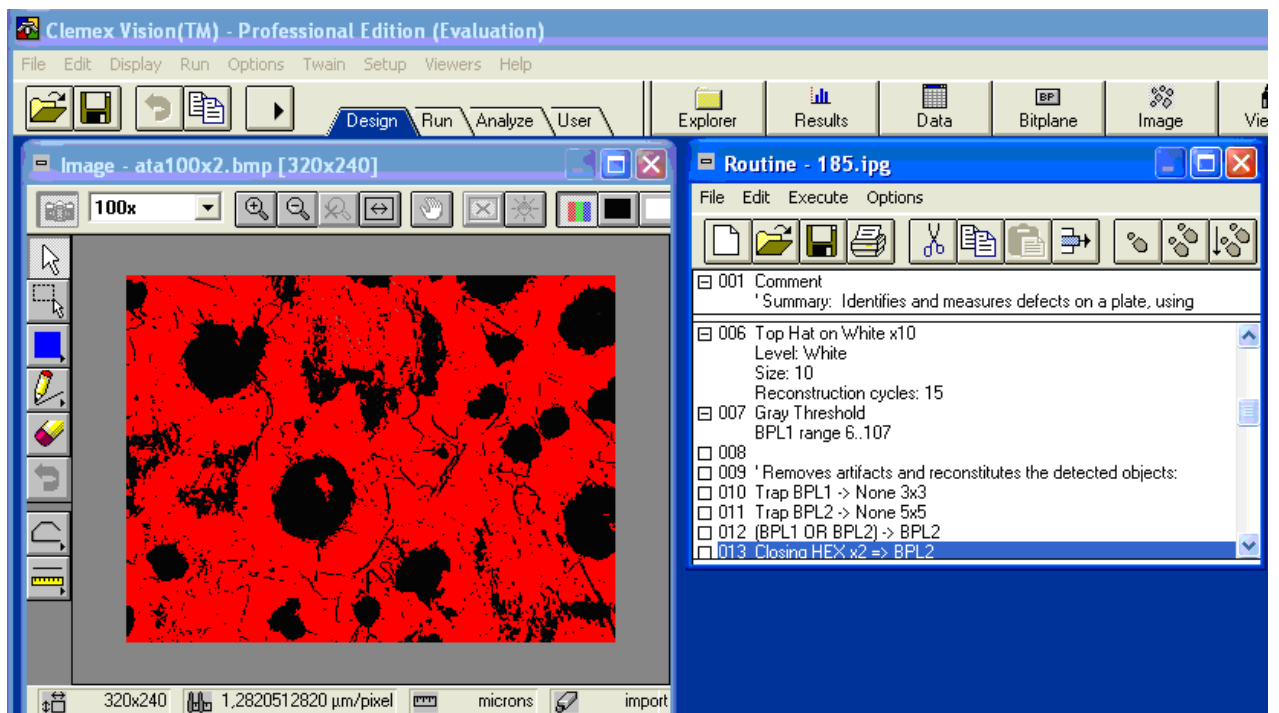 Clemex Vision(TM) - Professional Edition (Evaluation)
File Edit Display Run Options Twain Setup Viewers Help
Design Run Analyze User Explorer Results Data BP Bitplane Image
Image - ata100x2.bmp [320x240]
100x
Routine - 185.ipg
File Edit Execute Options
001 Comment
' Summary: Identifies and measures defects on a plate, using
006 Top Hat on White x10
Level: White
Size: 10
Reconstruction cycles: 15
007 Gray Threshold
BPL1 range 6..107
008
009 ' Removes artifacts and reconstitutes the detected objects:
010 Trap BPL1 -> None 3x3
011 Trap BPL2 -> None 5x5
012 (BPL1 OR BPL2) -> BPL2
013 Closing HEX x2 => BPL2
320x240 1,2820512820 µm/pixel microns import